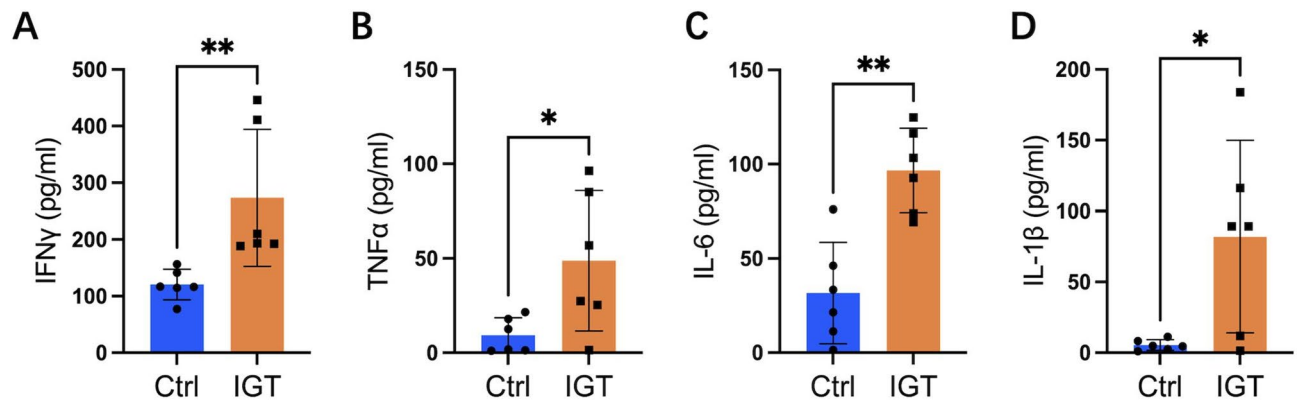 A
**
500
400
300
200
100
0
IFNγ (pg/ml)
Ctrl IGT
B
*
150
100
50
0
TNFα (pg/ml)
Ctrl IGT
C
**
150
100
50
0
IL-6 (pg/ml)
Ctrl IGT
D
*
200
150
100
50
0
IL-1β (pg/ml)
Ctrl IGT